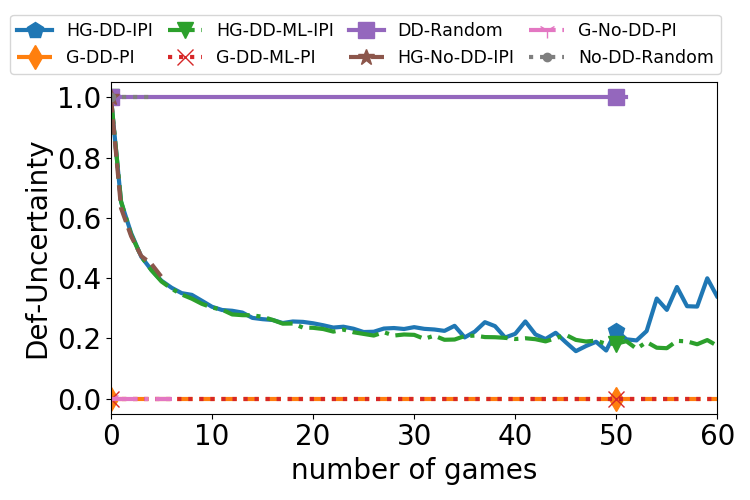 HG-DD-IPI HG-DD-ML-IPI DD-Random G-No-DD-PI
G-DD-PI G-DD-ML-PI HG-No-DD-IPI No-DD-Random
Def-Uncertainty
1.0
0.8
0.6
0.4
0.2
0.0
0 10 20 30 40 50 60
number of games